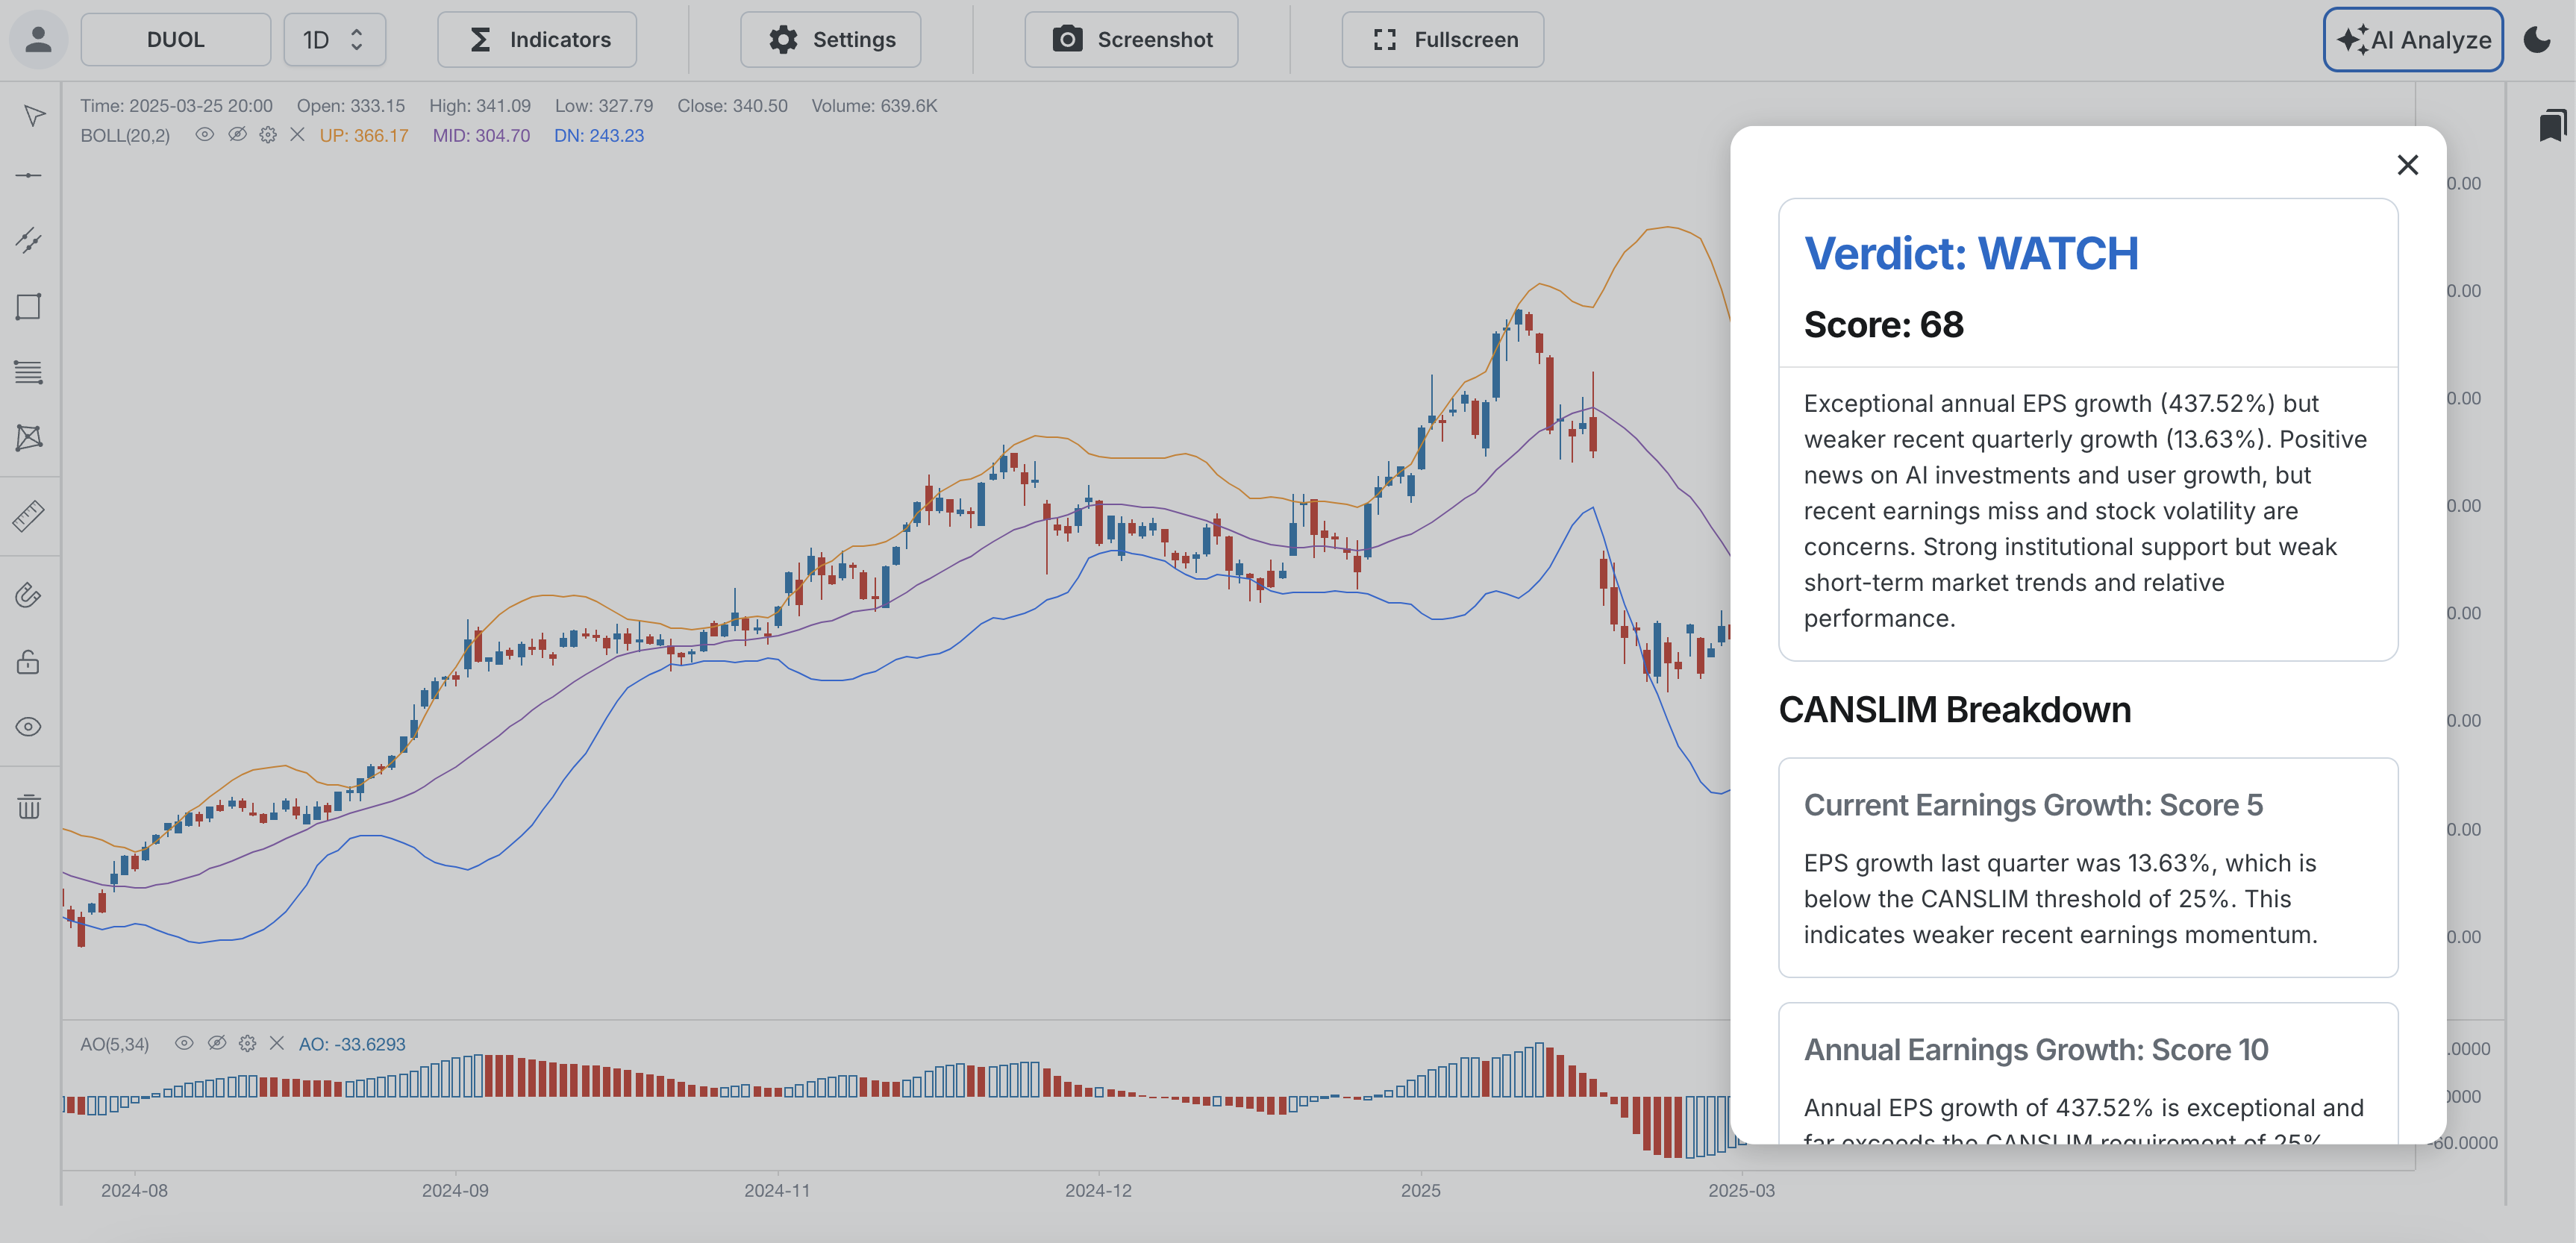 DUOL
1D
Indicators
Settings
Screenshot
Fullscreen
AI Analyze
Time: 2025-03-25 20:00 Open: 333.15 High: 341.09 Low: 327.79 Close: 340.50 Volume: 639.6K
BOLL(20,2) UP: 366.17 MID: 304.70 DN: 243.23
Verdict: WATCH
Score: 68
Exceptional annual EPS growth (437.52%) but
weaker recent quarterly growth (13.63%). Positive
news on AI investments and user growth, but
recent earnings miss and stock volatility are
concerns. Strong institutional support but weak
short-term market trends and relative
performance.
CANSLIM Breakdown
Current Earnings Growth: Score 5
EPS growth last quarter was 13.63%, which is
below the CANSLIM threshold of 25%. This
indicates weaker recent earnings momentum.
Annual Earnings Growth: Score 10
Annual EPS growth of 437.52% is exceptional and
far exceeds the CANSLIM requirement of 25%.
0.00
0.00
0.00
0.00
0.00
0.00
0.00
0.00
AO(5,34) AO: -33.6293
.0000
0000
-60.0000
2024-08
2024-09
2024-11
2024-12
2025
2025-03